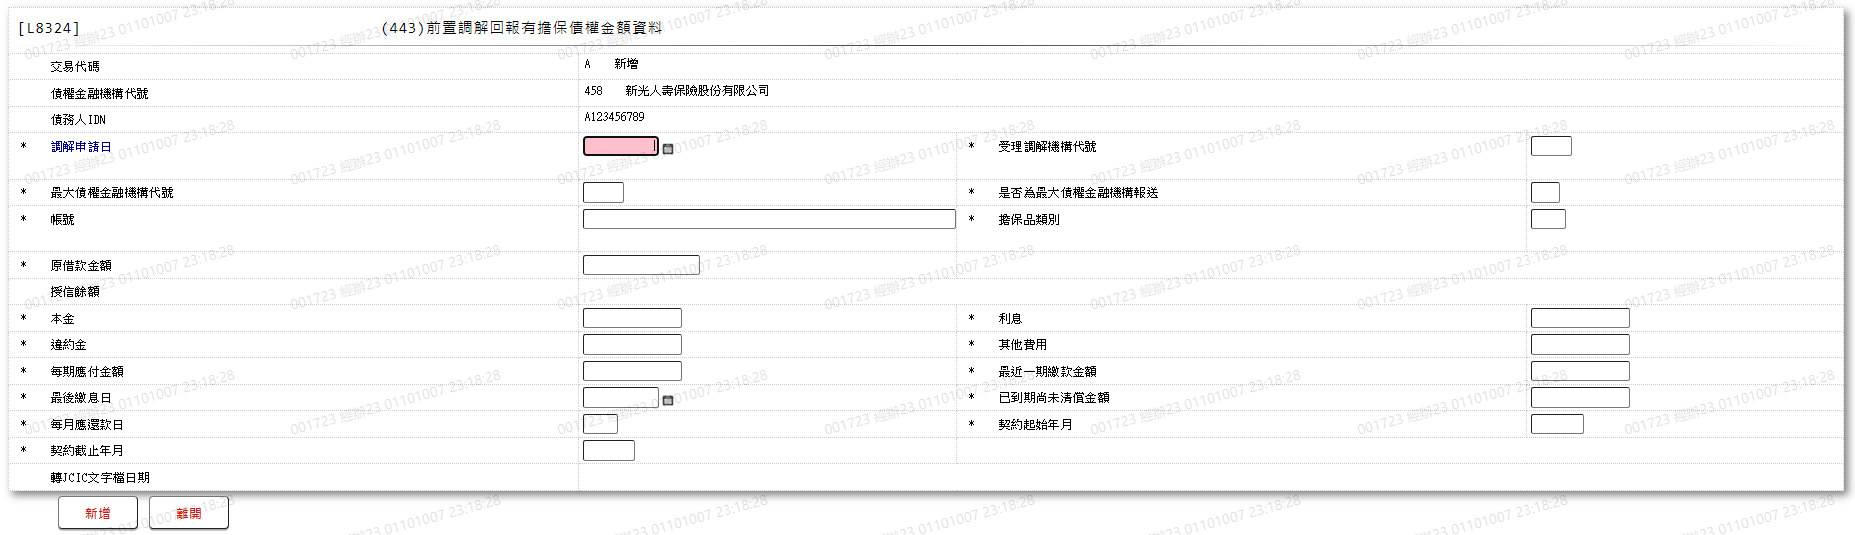 [L8324] (443)前置調解回報有擔保債權金額資料
交易代碼 A 新增
債權金融機構代號 458 新光人壽保險股份有限公司
債務人IDN A123456789
* 調解申請日 * 受理調解機構代號
* 最大債權金融機構代號 * 是否為最大債權金融機構報送
* 帳號 * 擔保品類別
* 原借款金額
授信餘額
* 本金 * 利息
* 違約金 * 其他費用
* 每期應付金額 * 最近一期繳款金額
* 最後繳息日 * 已到期尚未清償金額
* 每月應還款日 * 契約起始年月
* 契約截止年月
轉JCIC文字檔日期
新增 離開
001723 經辦23 01101007 23:18:28